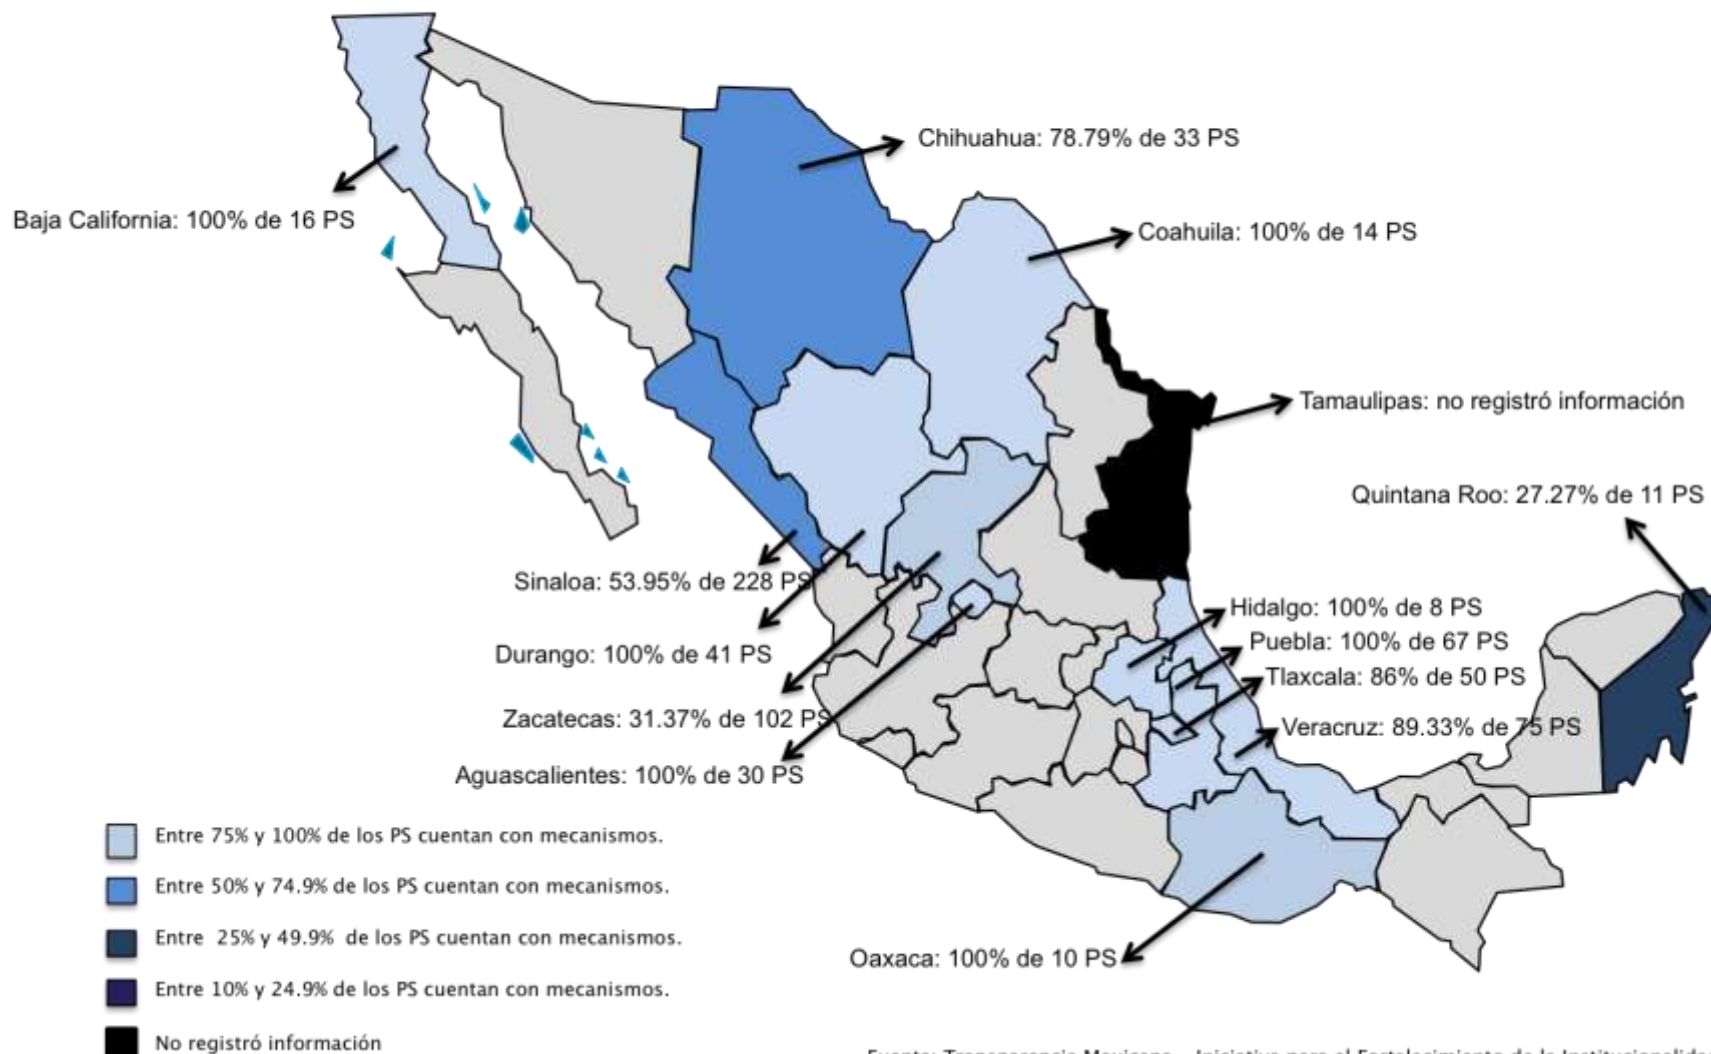 Chihuahua: 78.79% de 33 PS
Baja California: 100% de 16 PS
Coahuila: 100% de 14 PS
Tamaulipas: no registró información
Quintana Roo: 27.27% de 11 PS
Sinaloa: 53.95% de 228 PS
Hidalgo: 100% de 8 PS
Puebla: 100% de 67 PS
Durango: 100% de 41 PS
Tlaxcala: 86% de 50 PS
Zacatecas: 31.37% de 102 PS
Veracruz: 89.33% de 75 PS
Aguascalientes: 100% de 30 PS
Entre 75% y 100% de los PS cuentan con mecanismos.
Entre 50% y 74.9% de los PS cuentan con mecanismos.
Entre 25% y 49.9% de los PS cuentan con mecanismos.
Oaxaca: 100% de 10 PS
Entre 10% y 24.9% de los PS cuentan con mecanismos.
No registró información